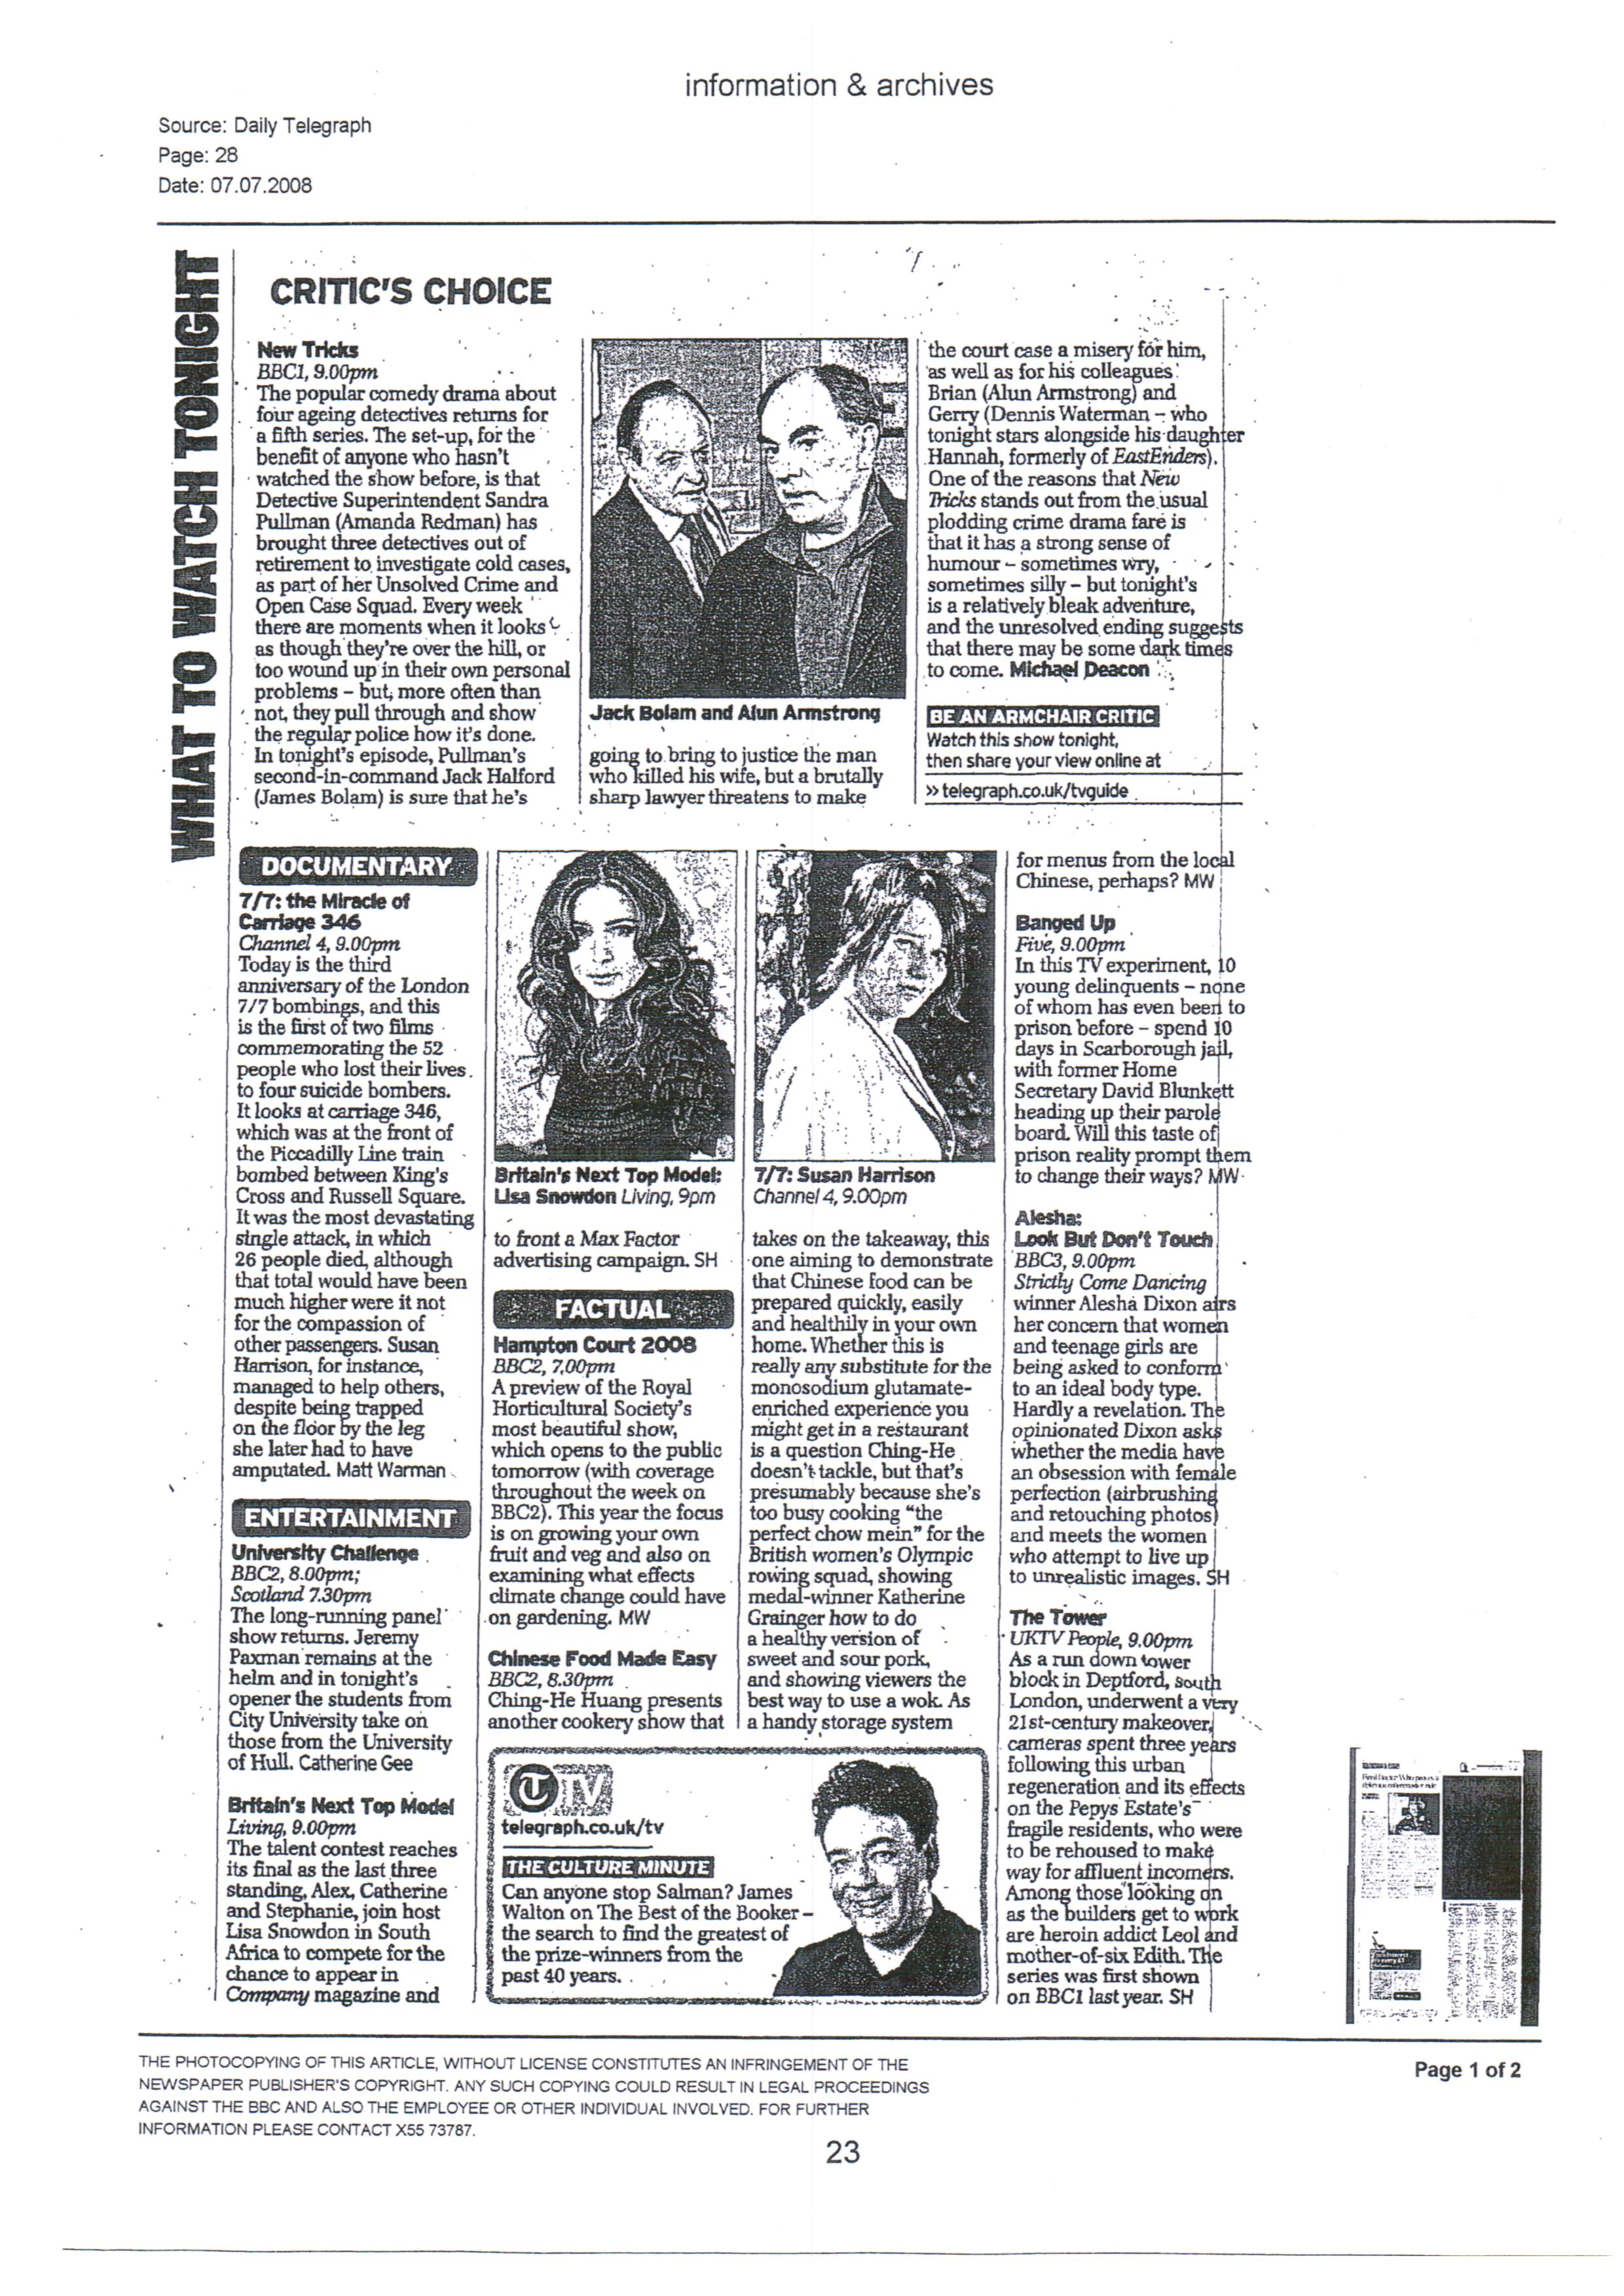 information & archives
Source: Daily Telegraph
Page: 28
Date: 07.07.2008
WHAT TO WATCH TONIGHT
CRITIC'S CHOICE
New Tricks
BBC1, 9.00pm
The popular comedy drama about
four ageing detectives returns for
a fifth series. The set-up, for the
benefit of anyone who hasn't
watched the show before, is that
Detective Superintendent Sandra
Pullman (Amanda Redman) has
brought three detectives out of
retirement to investigate cold cases,
as part of her Unsolved Crime and
Open Case Squad. Every week
there are moments when it looks
as though they're over the hill, or
too wound up in their own personal
problems – but, more often than
not, they pull through and show
the regular police how it's done.
In tonight's episode, Pullman's
second-in-command Jack Halford
(James Bolam) is sure that he's
Jack Bolam and Alun Armstrong
going to bring to justice the man
who killed his wife, but a brutally
sharp lawyer threatens to make
the court case a misery for him,
as well as for his colleagues
Brian (Alun Armstrong) and
Gerry (Dennis Waterman – who
tonight stars alongside his daughter
Hannah, formerly of EastEnders).
One of the reasons that New
Tricks stands out from the usual
plodding crime drama fare is
that it has a strong sense of
humour – sometimes wry,
sometimes silly – but tonight's
is a relatively bleak adventure,
and the unresolved ending suggests
that there may be some dark times
to come. Michael Deacon
BE AN ARMCHAIR CRITIC
Watch this show tonight,
then share your view online at
» telegraph.co.uk/tvguide
DOCUMENTARY
7/7: the Miracle of
Carriage 346
Channel 4, 9.00pm
Today is the third
anniversary of the London
7/7 bombings, and this
is the first of two films
commemorating the 52
people who lost their lives
to four suicide bombers.
It looks at carriage 346,
which was at the front of
the Piccadilly Line train
bombed between King's
Cross and Russell Square.
It was the most devastating
single attack, in which
26 people died, although
that total would have been
much higher were it not
for the compassion of
other passengers. Susan
Harrison, for instance,
managed to help others,
despite being trapped
on the floor by the leg
she later had to have
amputated. Matt Warman
ENTERTAINMENT
University Challenge
BBC2, 8.00pm;
Scotland 7.30pm
The long-running panel
show returns. Jeremy
Paxman remains at the
helm and in tonight's
opener the students from
City University take on
those from the University
of Hull. Catherine Gee
Britain's Next Top Model
Living, 9.00pm
The talent contest reaches
its final as the last three
standing, Alex, Catherine
and Stephanie, join host
Lisa Snowdon in South
Africa to compete for the
chance to appear in
Company magazine and
Britain's Next Top Model:
Lisa Snowdon Living, 9pm
to front a Max Factor
advertising campaign. SH
FACTUAL
Hampton Court 2008
BBC2, 7.00pm
A preview of the Royal
Horticultural Society's
most beautiful show,
which opens to the public
tomorrow (with coverage
throughout the week on
BBC2). This year the focus
is on growing your own
fruit and veg and also on
examining what effects
climate change could have
on gardening. MW
Chinese Food Made Easy
BBC2, 8.30pm
Ching-He Huang presents
another cookery show that
7/7: Susan Harrison
Channel 4, 9.00pm
takes on the takeaway, this
one aiming to demonstrate
that Chinese food can be
prepared quickly, easily
and healthily in your own
home. Whether this is
really any substitute for the
monosodium glutamate-
enriched experience you
might get in a restaurant
is a question Ching-He
doesn't tackle, but that's
presumably because she's
too busy cooking "the
perfect chow mein" for the
British women's Olympic
rowing squad, showing
medal-winner Katherine
Grainger how to do
a healthy version of
sweet and sour pork,
and showing viewers the
best way to use a wok. As
a handy storage system
TV
telegraph.co.uk/tv
THE CULTURE MINUTE
Can anyone stop Salman? James
Walton on The Best of the Booker –
the search to find the greatest of
the prize-winners from the
past 40 years.
for menus from the local
Chinese, perhaps? MW
Banged Up
Five, 9.00pm
In this TV experiment, 10
young delinquents – none
of whom has even been to
prison before – spend 10
days in Scarborough jail,
with former Home
Secretary David Blunkett
heading up their parole
board. Will this taste of
prison reality prompt them
to change their ways? MW
Alesha:
Look But Don't Touch
BBC3, 9.00pm
Strictly Come Dancing
winner Alesha Dixon airs
her concern that women
and teenage girls are
being asked to conform
to an ideal body type.
Hardly a revelation. The
opinionated Dixon asks
whether the media have
an obsession with female
perfection (airbrushing
and retouching photos)
and meets the women
who attempt to live up
to unrealistic images. SH
The Tower
UKTV People, 9.00pm
As a run down tower
block in Deptford, south
London, underwent a very
21st-century makeover,
cameras spent three years
following this urban
regeneration and its effects
on the Pepys Estate's
fragile residents, who were
to be rehoused to make
way for affluent incomers.
Among those looking on
as the builders get to work
are heroin addict Leol and
mother-of-six Edith. The
series was first shown
on BBC1 last year. SH
THE PHOTOCOPYING OF THIS ARTICLE, WITHOUT LICENSE CONSTITUTES AN INFRINGEMENT OF THE
NEWSPAPER PUBLISHER'S COPYRIGHT. ANY SUCH COPYING COULD RESULT IN LEGAL PROCEEDINGS
AGAINST THE BBC AND ALSO THE EMPLOYEE OR OTHER INDIVIDUAL INVOLVED. FOR FURTHER
INFORMATION PLEASE CONTACT X55 73787.
Page 1 of 2
23